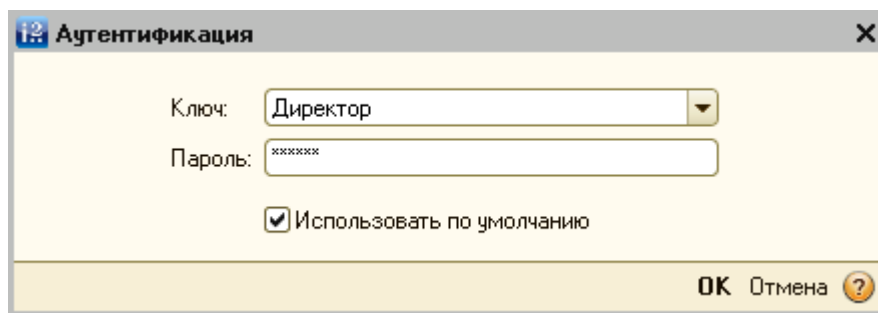 Аутентификация
Ключ: Директор
Пароль: ******
Использовать по умолчанию
OK Отмена ?